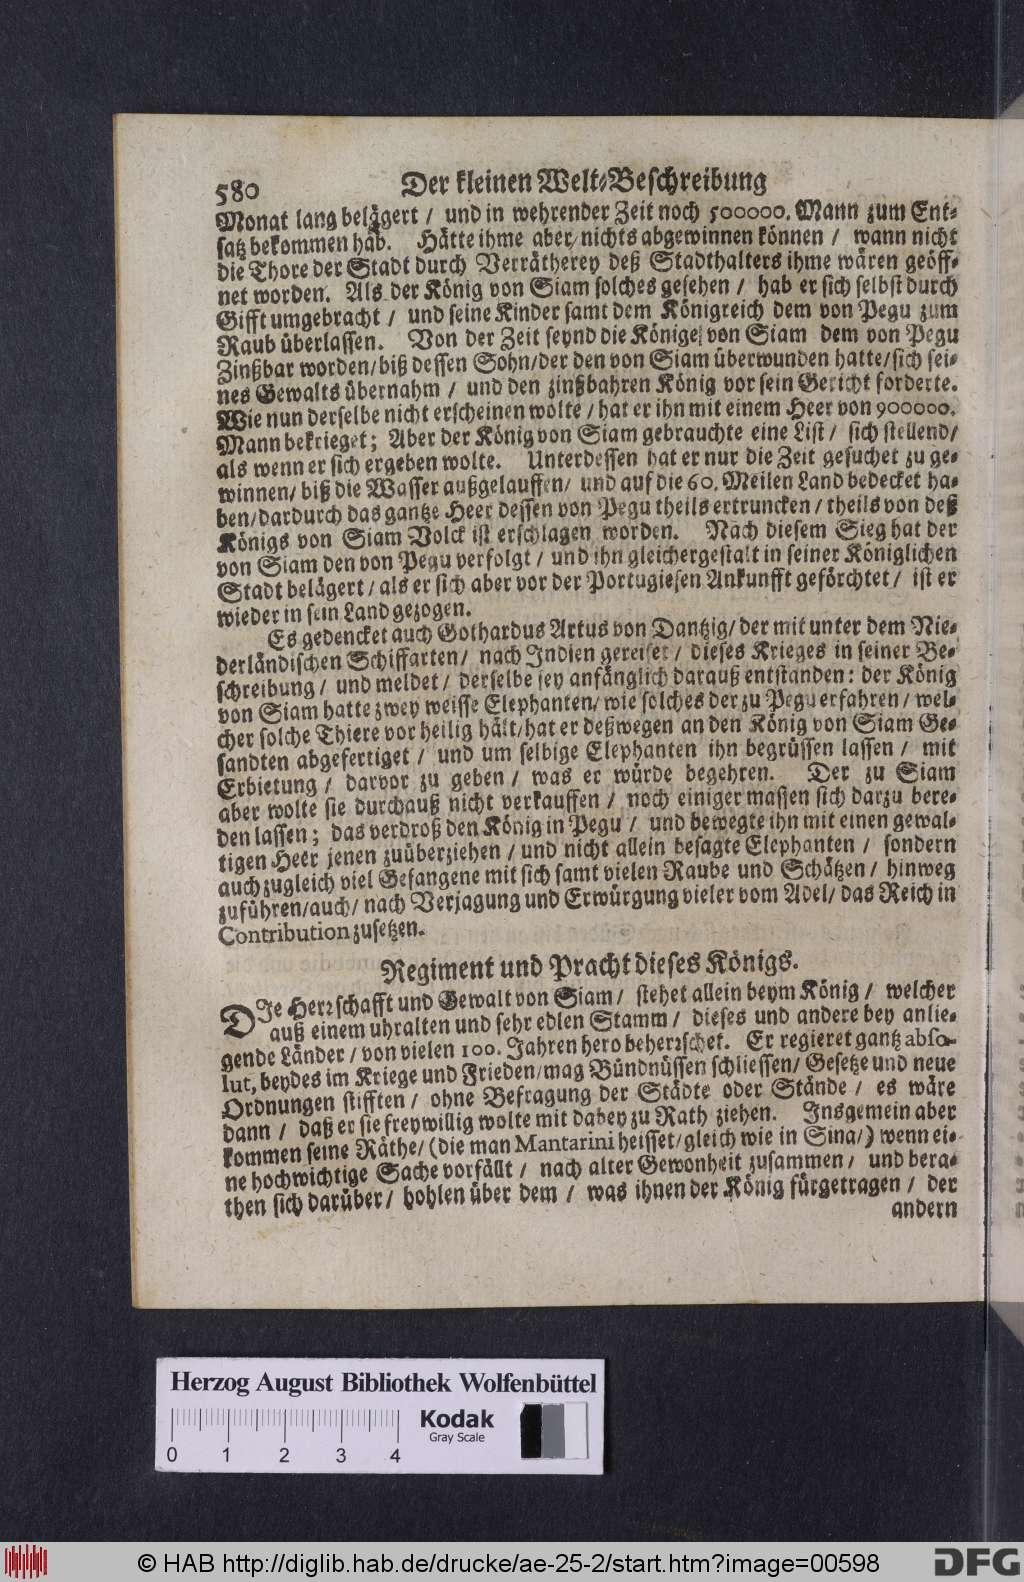 580 Der kleinen Welt-Beschreibung
Monat lang belägert / und in wehrender Zeit noch 500000. Mann zum Ent-
satz bekommen hab. Hätte ihme aber nichts abgewinnen können / wann nicht
die Thore der Stadt durch Verrätherey deß Stadthalters ihme wären geöff-
net worden. Als der König von Siam solches gesehen / hab er sich selbst durch
Gifft umgebracht / und seine Kinder samt dem Königreich dem von Pegu zum
Raub überlassen. Von der Zeit seynd die Könige von Siam dem von Pegu
Zinßbar worden / biß dessen Sohn / der den von Siam überwunden hatte / sich sei-
nes Gewalts übernahm / und den zinßbahren König vor sein Gericht forderte.
Wie nun derselbe nicht erscheinen wolte / hat er ihn mit einem Heer von 900000.
Mann bekrieget; Aber der König von Siam gebrauchte eine List / sich stellend /
als wenn er sich ergeben wolte. Unterdessen hat er nur die Zeit gesuchet zu ge-
winnen / biß die Wasser außgelauffen / und auf die 60. Meilen Land bedecket ha-
ben / dardurch das gantze Heer dessen von Pegu theils ertruncken / theils von deß
Königs von Siam Volck ist erschlagen worden. Nach diesem Sieg hat der
von Siam den von Pegu verfolgt / und ihn gleichergestalt in seiner Königlichen
Stadt belägert / als er sich aber vor der Portugiesen Ankunfft geförchtet / ist er
wieder in sein Land gezogen.
Es gedencket auch Gothardus Artus von Dantzig / der mit unter dem Nie-
derländischen Schiffarten / nach Indien gereiset / dieses Krieges in seiner Be-
schreibung / und meldet / derselbe sey anfänglich darauß entstanden: der König
von Siam hatte zwey weisse Elephanten / wie solches der zu Pegu erfahren / wel-
cher solche Thiere vor heilig hält / hat er deßwegen an den König von Siam Ge-
sandten abgefertiget / und um selbige Elephanten ihn begrüssen lassen / mit
Erbietung / darvor zu geben / was er würde begehren. Der zu Siam
aber wolte sie durchauß nicht verkauffen / noch einiger massen sich darzu bere-
den lassen; das verdroß den König in Pegu / und bewegte ihn mit einen gewal-
tigen Heer jenen zuüberziehen / und nicht allein besagte Elephanten / sondern
auch zugleich viel Gefangene mit sich samt vielen Raube und Schätzen / hinweg
zuführen / auch / nach Verjagung und Erwürgung vieler vom Adel / das Reich in
Contribution zusetzen.
Regiment und Pracht dieses Königs.
DIe Herrschafft und Gewalt von Siam / stehet allein beym König / welcher
auß einem uhralten und sehr edlen Stamm / dieses und andere bey anlie-
gende Länder / von vielen 100. Jahren hero beherrschet. Er regieret gantz abso-
lut, beydes im Kriege und Frieden / mag Bündnüssen schliessen / Gesetze und neue
Ordnungen stifften / ohne Befragung der Städte oder Stände / es wäre
dann / daß er sie freywillig wolte mit dabey zu Rath ziehen. Insgemein aber
kommen seine Räthe / (die man Mantarini heisset / gleich wie in Sina /) wenn ei-
ne hochwichtige Sache vorfällt / nach alter Gewonheit zusammen / und bera-
then sich darüber / hohlen über dem / was ihnen der König fürgetragen / der
andern
Herzog August Bibliothek Wolfenbüttel
Kodak
Gray Scale
0 1 2 3 4
© HAB http://diglib.hab.de/drucke/ae-25-2/start.htm?image=00598
DFG